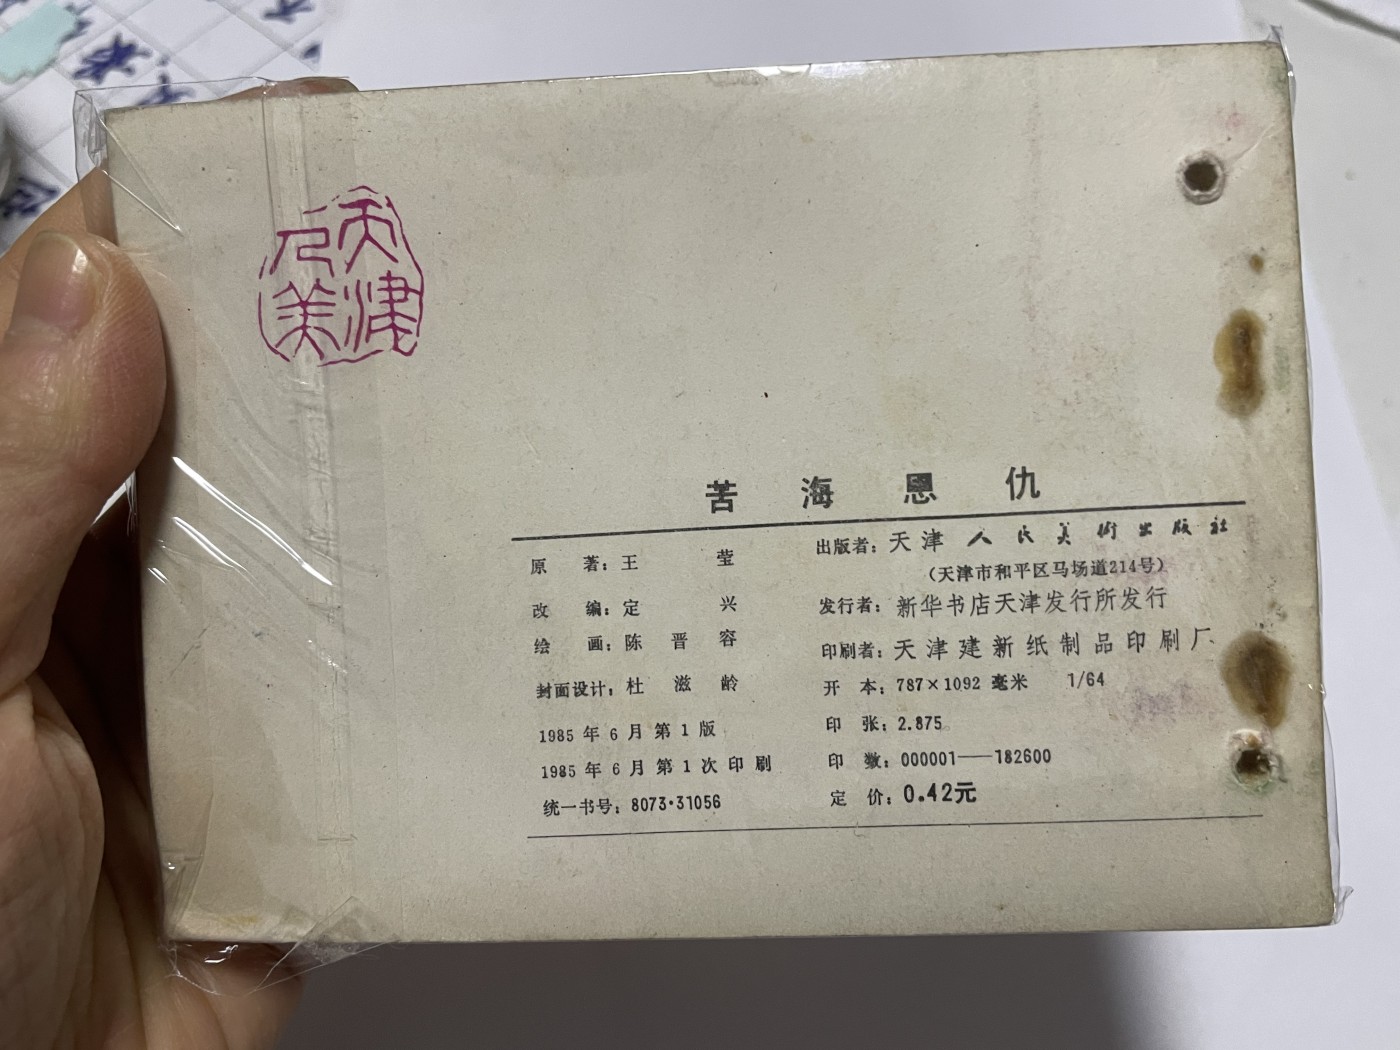 天津
人美
苦海恩仇
原著：王莹
改编：定兴
绘画：陈晋容
封面设计：杜滋龄
1985年6月第1版
1985年6月第1次印刷
统一书号：8073·31056
出版者：天津人民美术出版社
（天津市和平区马场道214号）
发行者：新华书店天津发行所发行
印刷者：天津建新纸制品印刷厂
开本：787×1092毫米 1/64
印张：2.875
印数：000001——182600
定价：0.42元